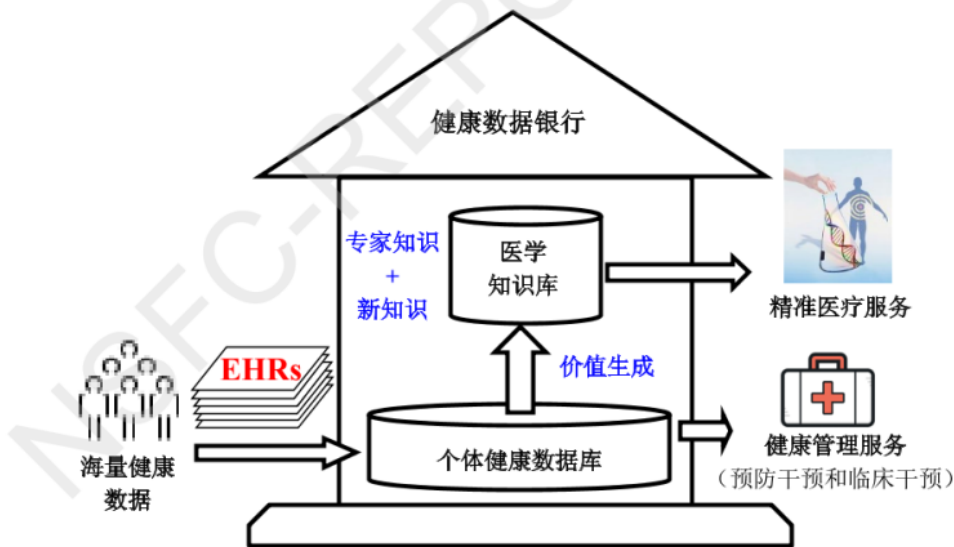 健康数据银行
专家知识
+
新知识
医学
知识库
精准医疗服务
EHRs
价值生成
海量健康
数据
个体健康数据库
健康管理服务
（预防干预和临床干预）